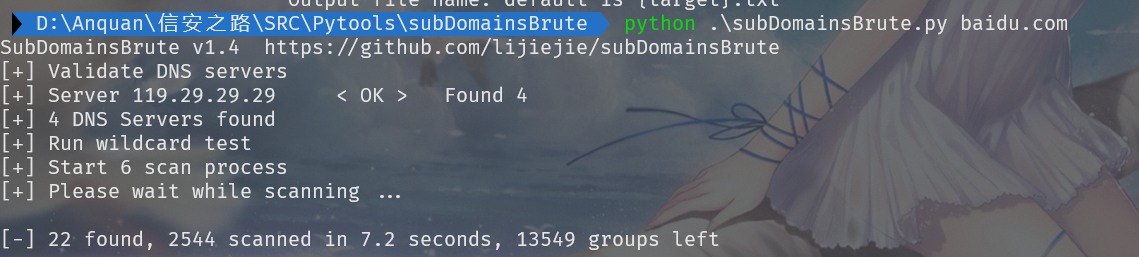 Output file name. default is {target}.txt
D:\Anquan\信安之路\SRC\Pytools\subDomainsBrute python .\subDomainsBrute.py baidu.com
SubDomainsBrute v1.4 https://github.com/lijiejie/subDomainsBrute
[+] Validate DNS servers
[+] Server 119.29.29.29 < OK > Found 4
[+] 4 DNS Servers found
[+] Run wildcard test
[+] Start 6 scan process
[+] Please wait while scanning ...
[-] 22 found, 2544 scanned in 7.2 seconds, 13549 groups left